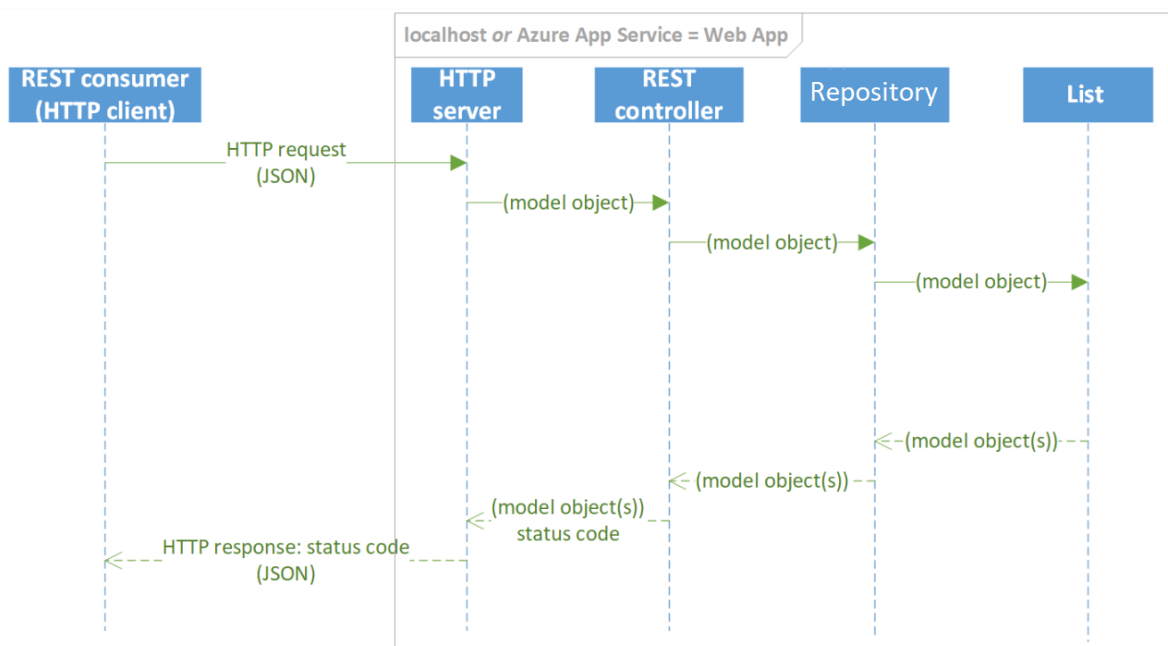 localhost or Azure App Service = Web App
REST consumer
(HTTP client)
HTTP
server
REST
controller
Repository
List
HTTP request
(JSON)
(model object)
(model object)
(model object)
(model object(s))
(model object(s))
(model object(s))
status code
HTTP response: status code
(JSON)